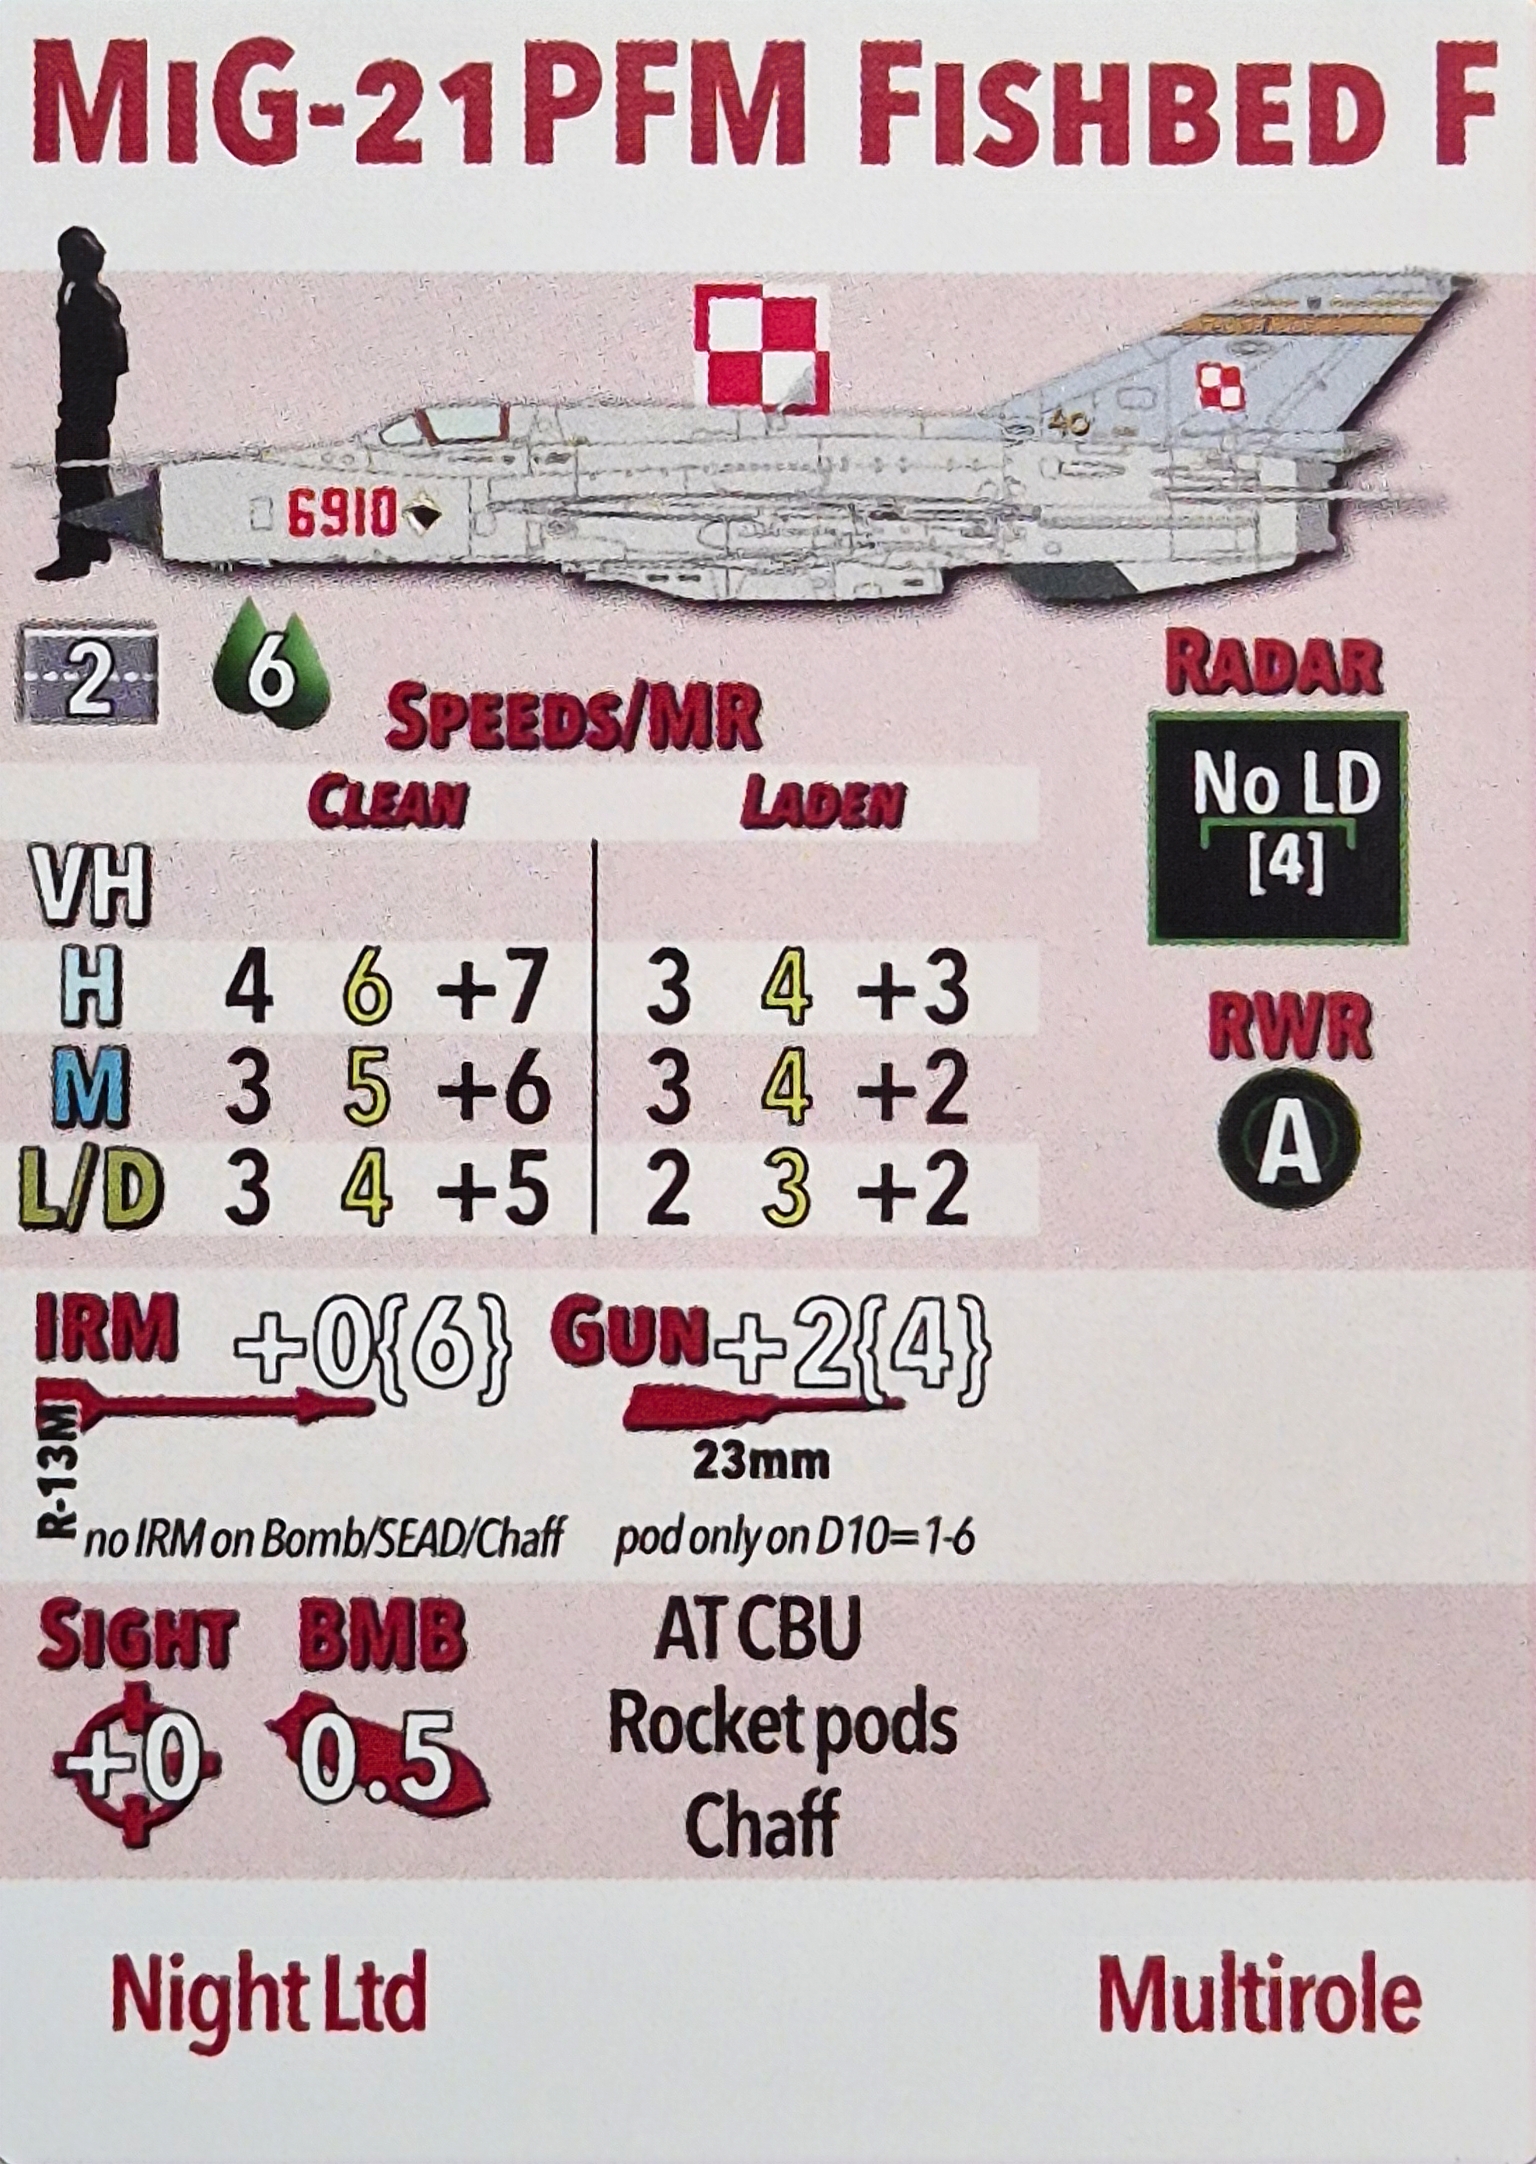 MiG-21PFM Fishbed F
6910
40
2
6
Speeds/MR
Radar
No LD
[4]
Clean Laden
VH
H 4 6 +7 3 4 +3
M 3 5 +6 3 4 +2
L/D 3 4 +5 2 3 +2
RWR
A
IRM +0{6} Gun +2{4}
R-13M
23mm
no IRM on Bomb/SEAD/Chaff pod only on D10=1-6
Sight BMB
+0 0.5
AT CBU
Rocket pods
Chaff
Night Ltd Multirole